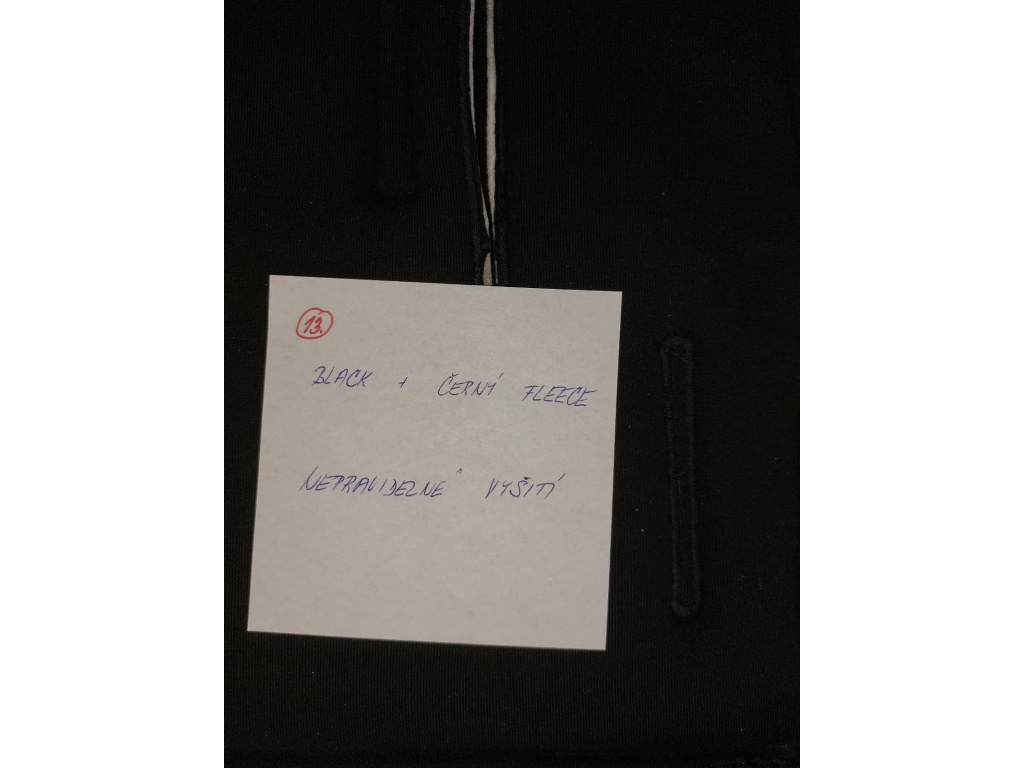 13.
BLACK + ČERNÝ FLEECE
NEPRAVIDELNÉ VYŠITÍ